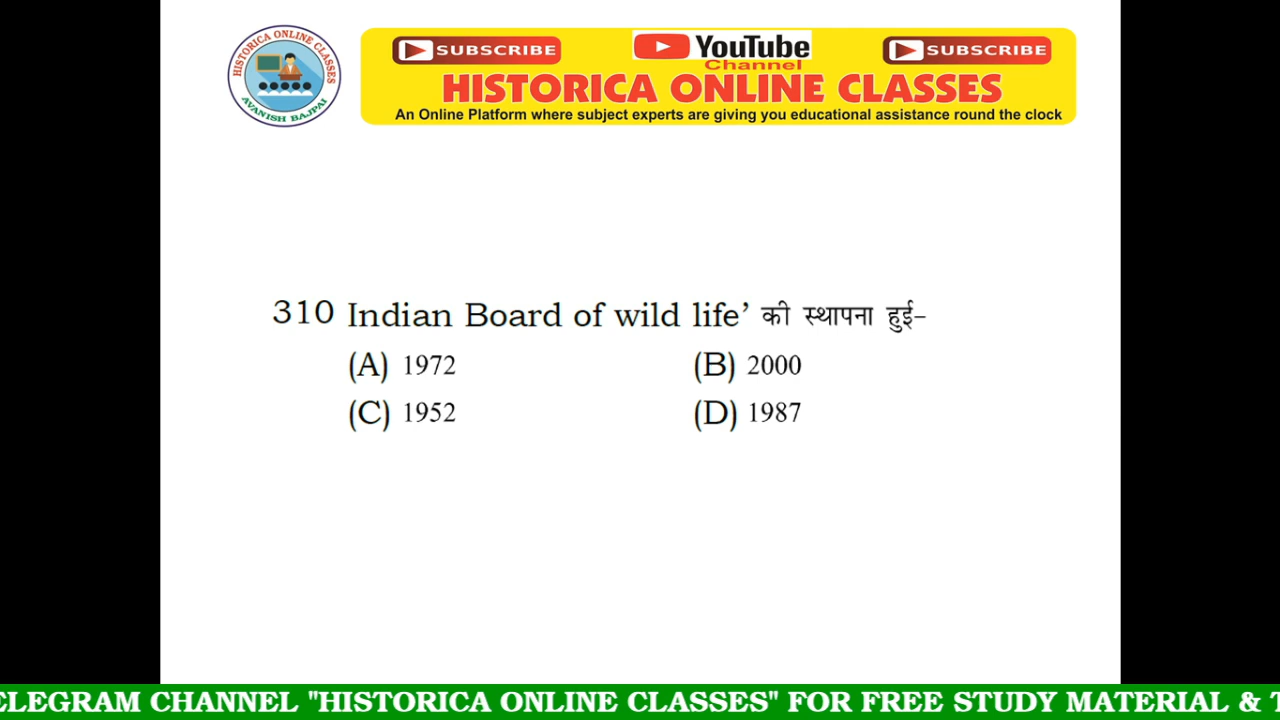 HISTORICA ONLINE CLASSES
AVANISH BAJPAI
SUBSCRIBE
YouTube
Channel
SUBSCRIBE
HISTORICA ONLINE CLASSES
An Online Platform where subject experts are giving you educational assistance round the clock
310 Indian Board of wild life’ की स्थापना हुई–
(A) 1972 (B) 2000
(C) 1952 (D) 1987
ELEGRAM CHANNEL "HISTORICA ONLINE CLASSES" FOR FREE STUDY MATERIAL & T